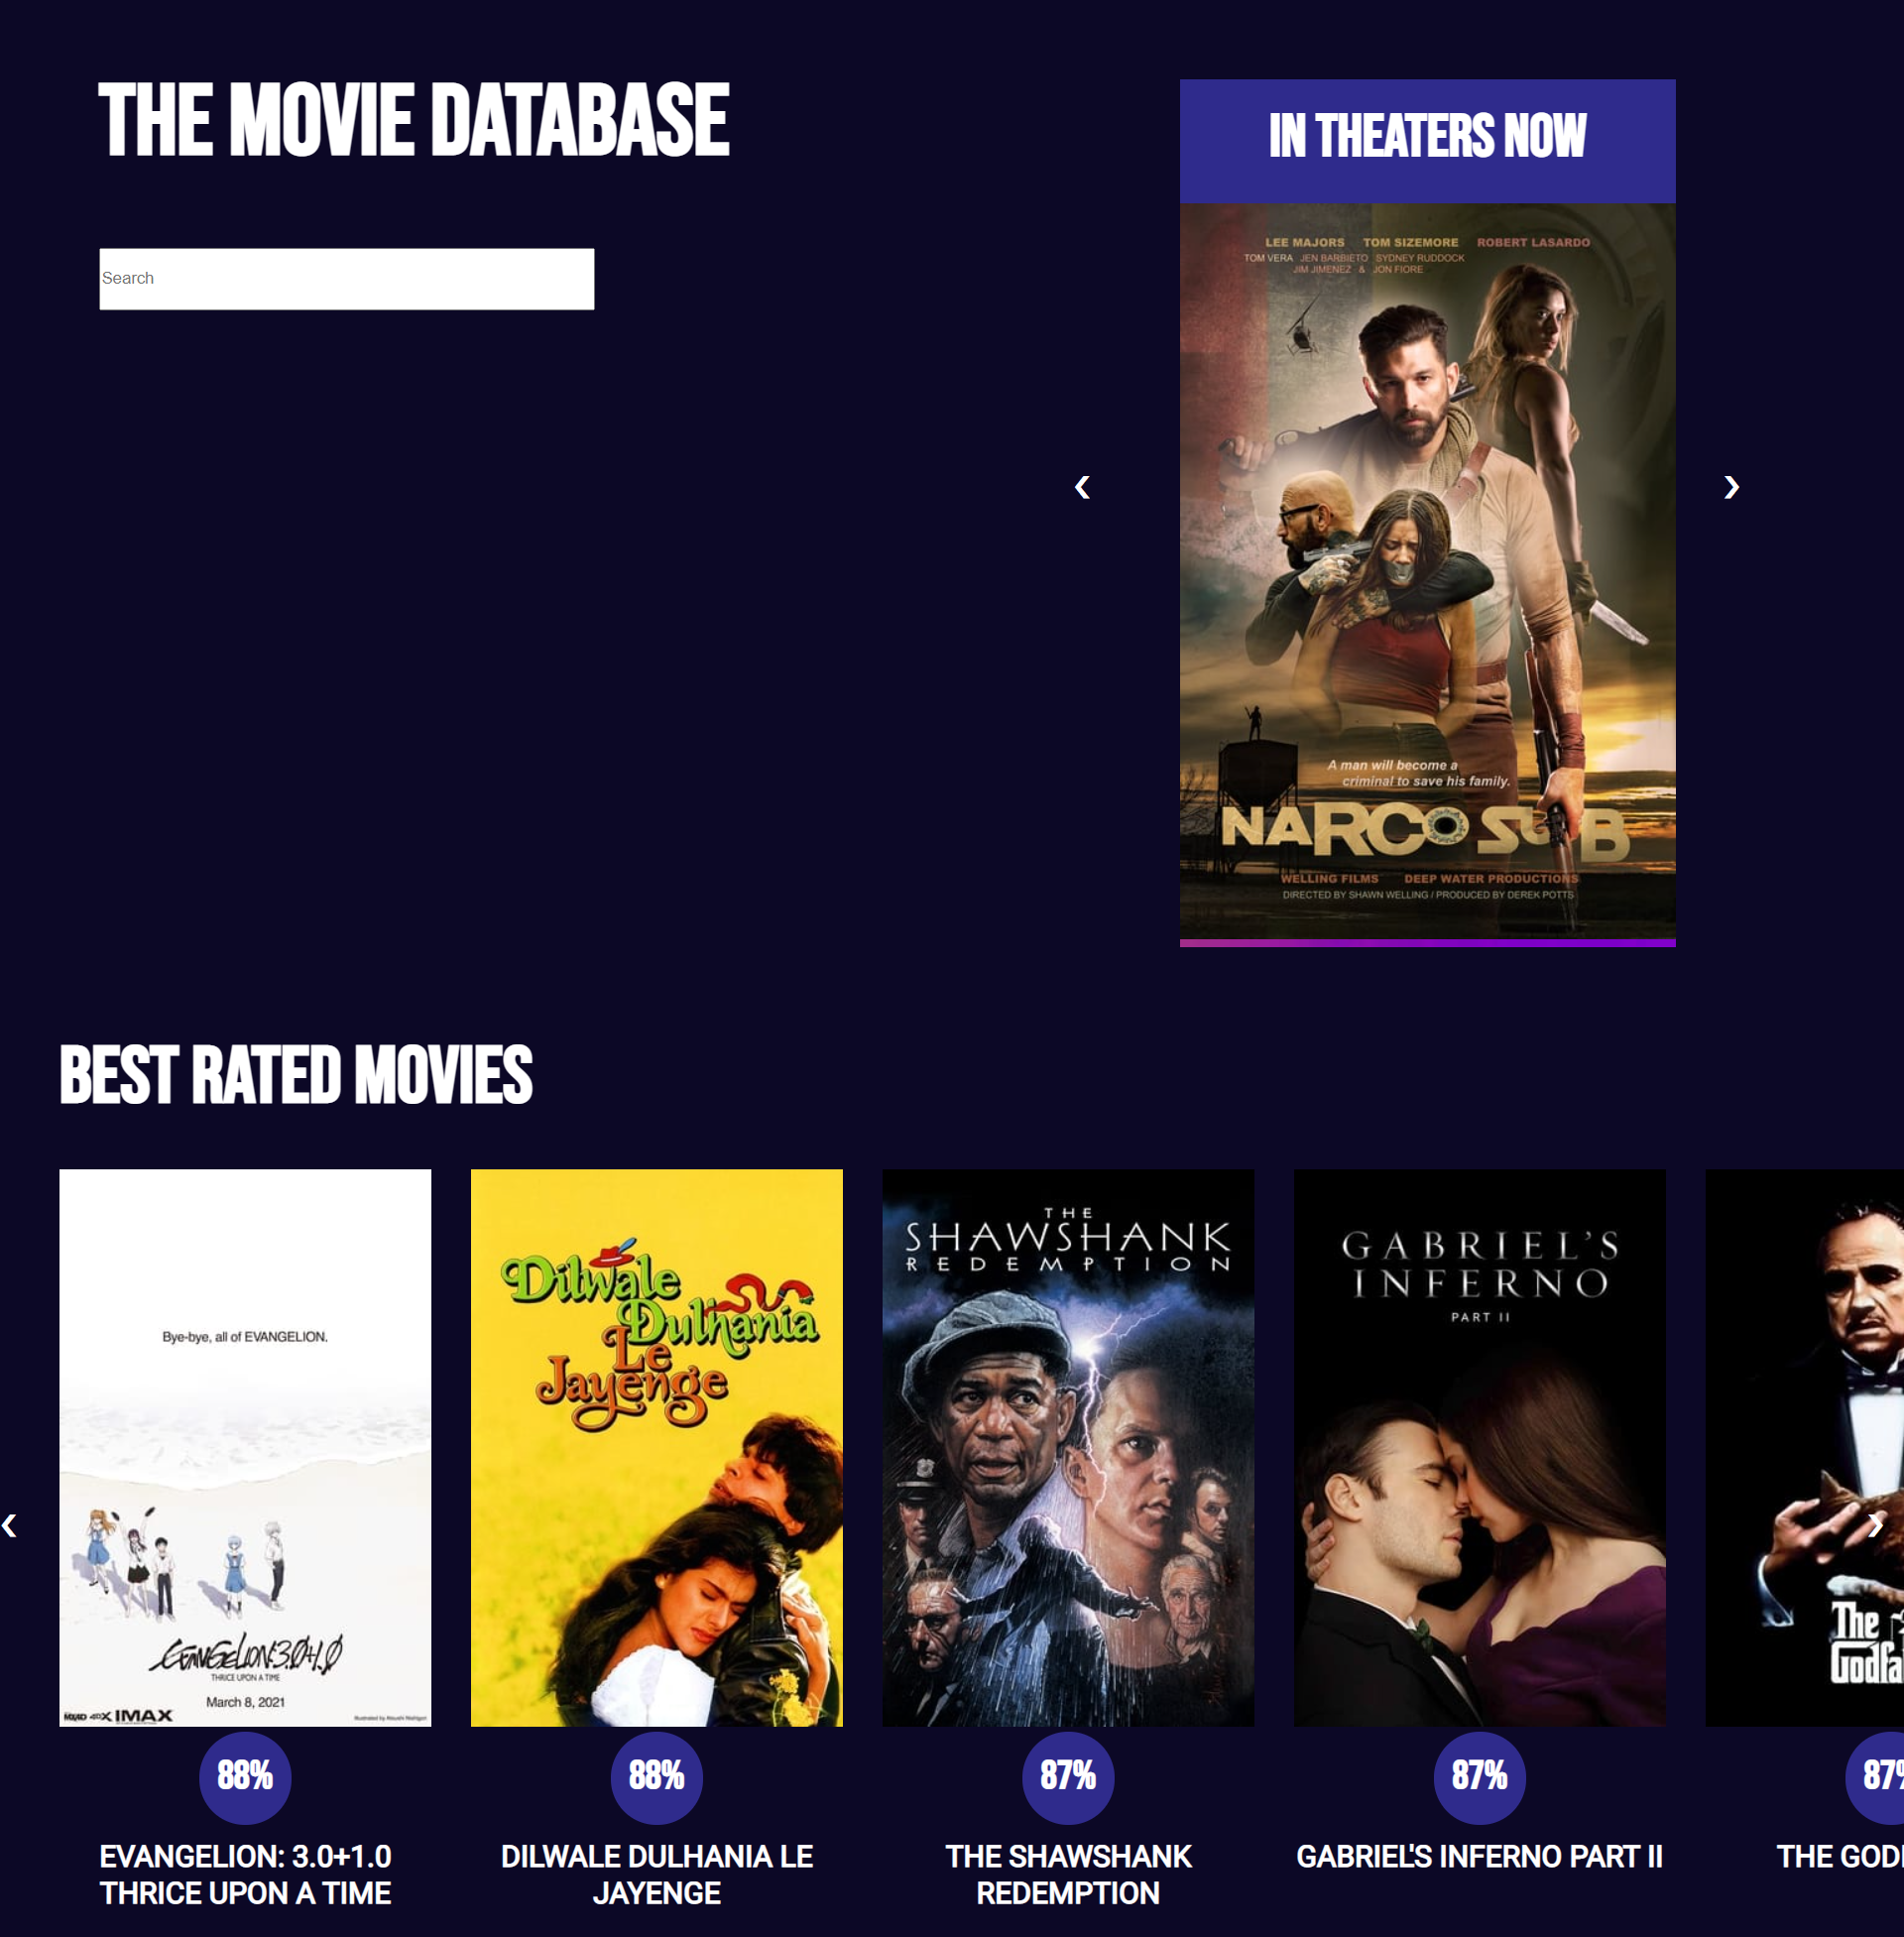 THE MOVIE DATABASE
Search
IN THEATERS NOW
LEE MAJORS TOM SIZEMORE ROBERT LASARDO
TOM VERA JEN BARBIETO SYDNEY RUDDOCK
JIM JIMENEZ & JON FIORE
A man will become a
criminal to save his family.
NARCO SUB
WELLING FILMS DEEP WATER PRODUCTIONS
DIRECTED BY SHAWN WELLING / PRODUCED BY DEREK POTTS
BEST RATED MOVIES
Bye-bye, all of EVANGELION.
EVANGELION:3.0+1.0
THRICE UPON A TIME
March 8, 2021
IMAX
Dilwale
Dulhania
Le
Jayenge
THE
SHAWSHANK
REDEMPTION
GABRIEL'S
INFERNO
PART II
The
Godfa
88%
88%
87%
87%
87%
EVANGELION: 3.0+1.0
THRICE UPON A TIME
DILWALE DULHANIA LE
JAYENGE
THE SHAWSHANK
REDEMPTION
GABRIEL'S INFERNO PART II
THE GOD